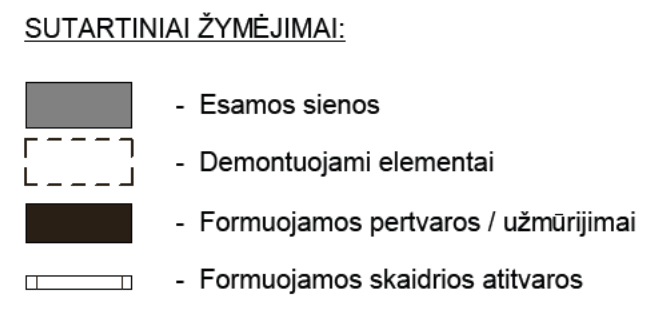 SUTARTINIAI ŽYMĖJIMAI:
- Esamos sienos
- Demontuojami elementai
- Formuojamos pertvaros / užmūrijimai
- Formuojamos skaidrios atitvaros